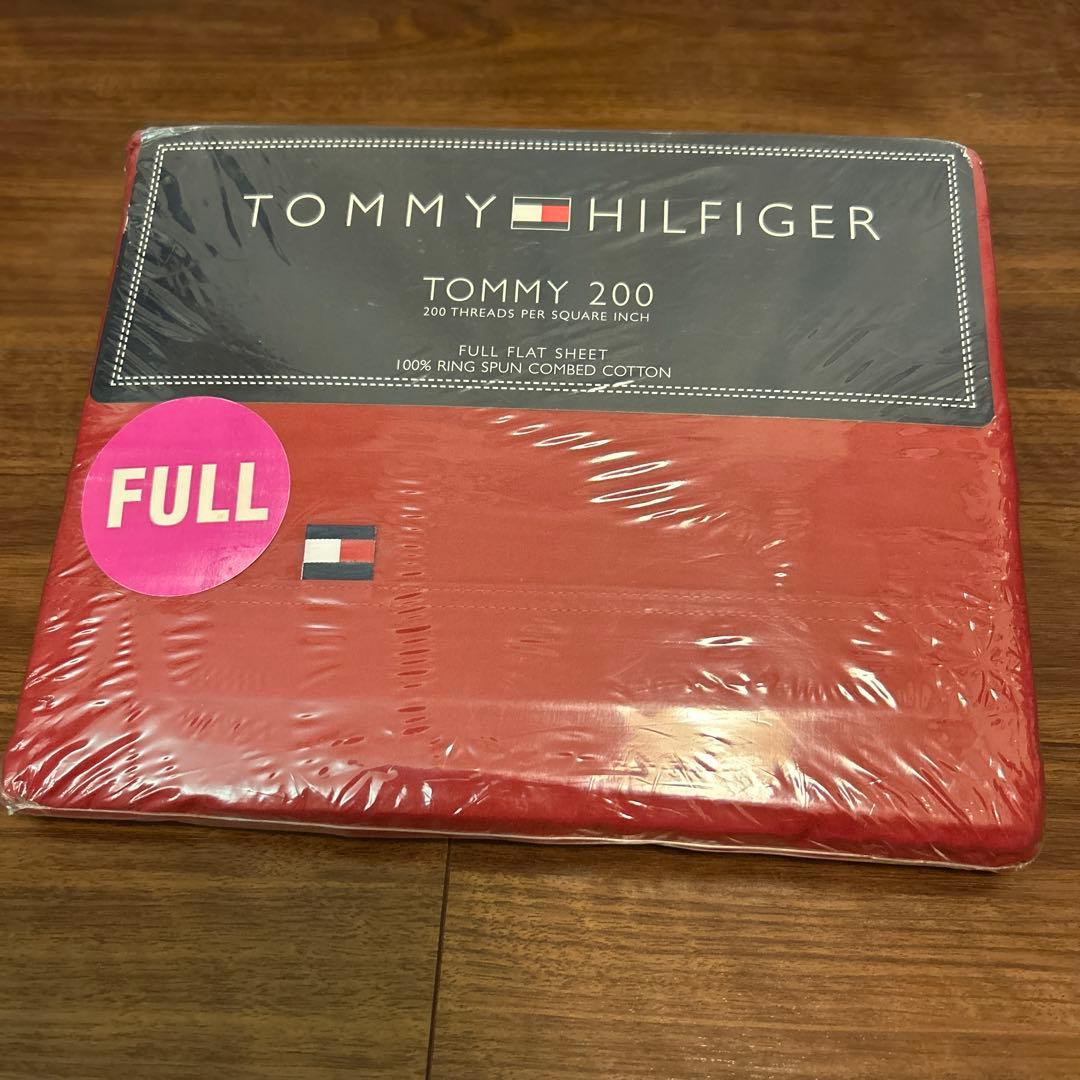 TOMMY HILFIGER
TOMMY 200
200 THREADS PER SQUARE INCH
FULL FLAT SHEET
100% RING SPUN COMBED COTTON
FULL